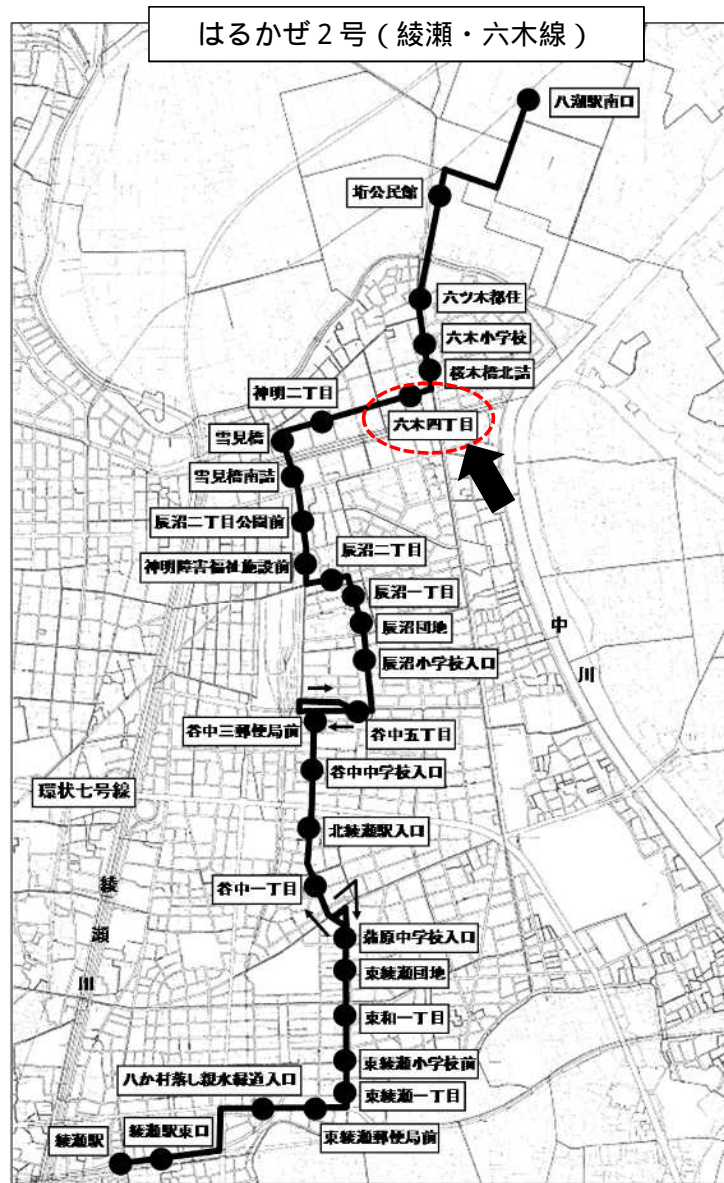 はるかぜ２号（綾瀬・六木線）
八潮駅南口
垳公民館
六ツ木都住
六木小学校
桜木橋北詰
神明二丁目
六木四丁目
雪見橋
雪見橋南詰
辰沼二丁目公園前
辰沼二丁目
神明障害福祉施設前
辰沼一丁目
辰沼団地
中川
辰沼小学校入口
谷中三郵便局前
谷中五丁目
谷中中学校入口
環状七号線
北綾瀬駅入口
綾瀬川
谷中一丁目
蒲原中学校入口
東綾瀬団地
東和一丁目
東綾瀬小学校前
八か村落し親水緑道入口
東綾瀬一丁目
綾瀬駅東口
東綾瀬郵便局前
綾瀬駅